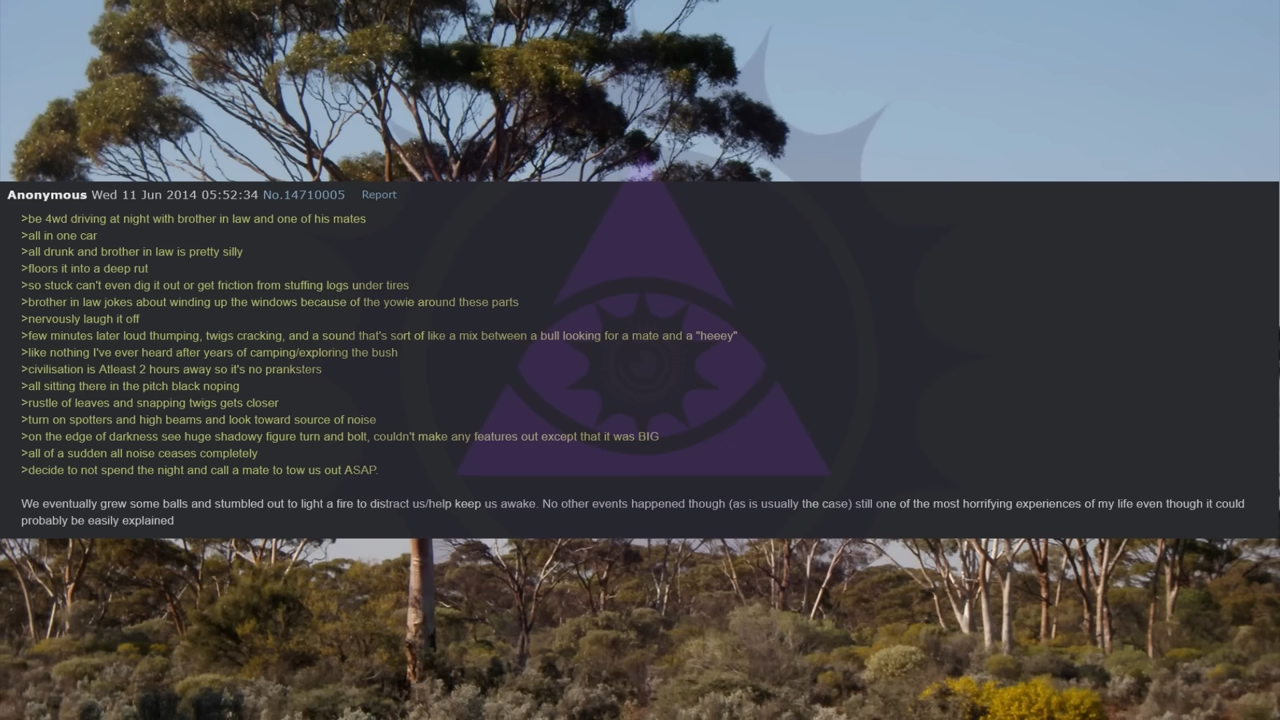 Anonymous Wed 11 Jun 2014 05:52:34 No.14710005 Report
>be 4wd driving at night with brother in law and one of his mates
>all in one car
>all drunk and brother in law is pretty silly
>floors it into a deep rut
>so stuck can't even dig it out or get friction from stuffing logs under tires
>brother in law jokes about winding up the windows because of the yowie around these parts
>nervously laugh it off
>few minutes later loud thumping, twigs cracking, and a sound that's sort of like a mix between a bull looking for a mate and a "heeey"
>like nothing I've ever heard after years of camping/exploring the bush
>civilisation is Atleast 2 hours away so it's no pranksters
>all sitting there in the pitch black noping
>rustle of leaves and snapping twigs gets closer
>turn on spotters and high beams and look toward source of noise
>on the edge of darkness see huge shadowy figure turn and bolt, couldn't make any features out except that it was BIG
>all of a sudden all noise ceases completely
>decide to not spend the night and call a mate to tow us out ASAP.
We eventually grew some balls and stumbled out to light a fire to distract us/help keep us awake. No other events happened though (as is usually the case) still one of the most horrifying experiences of my life even though it could
probably be easily explained